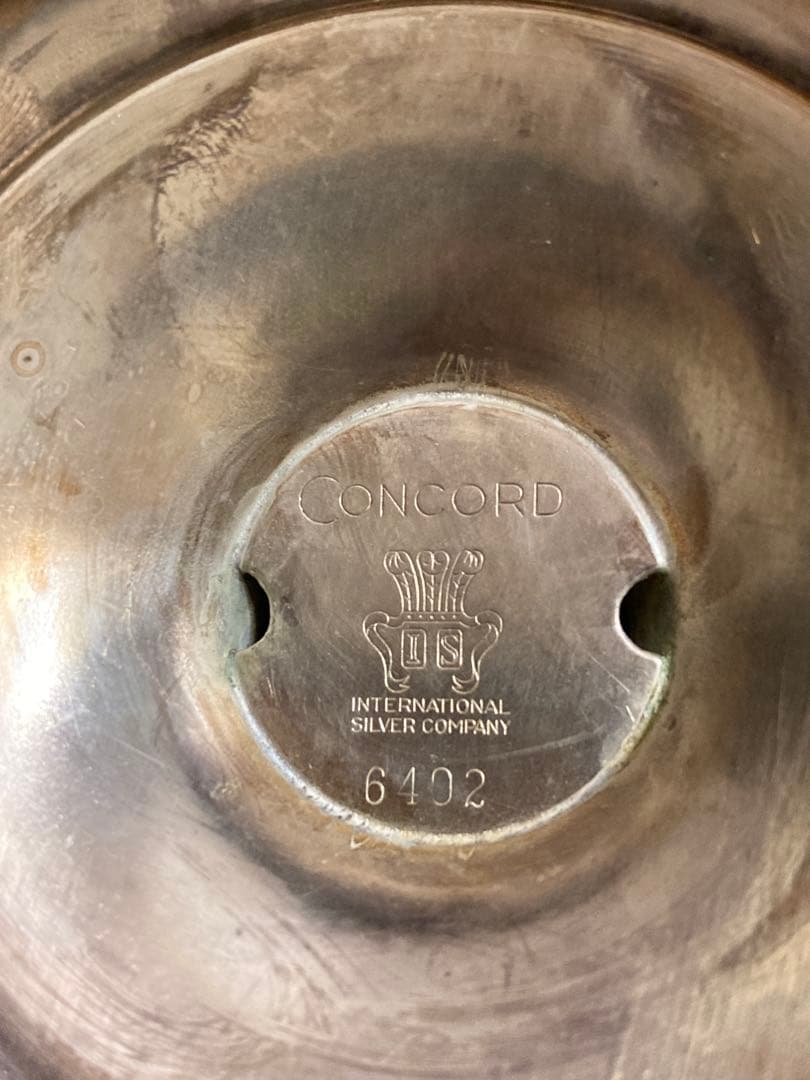 CONCORD
IS
INTERNATIONAL
SILVER COMPANY
6402